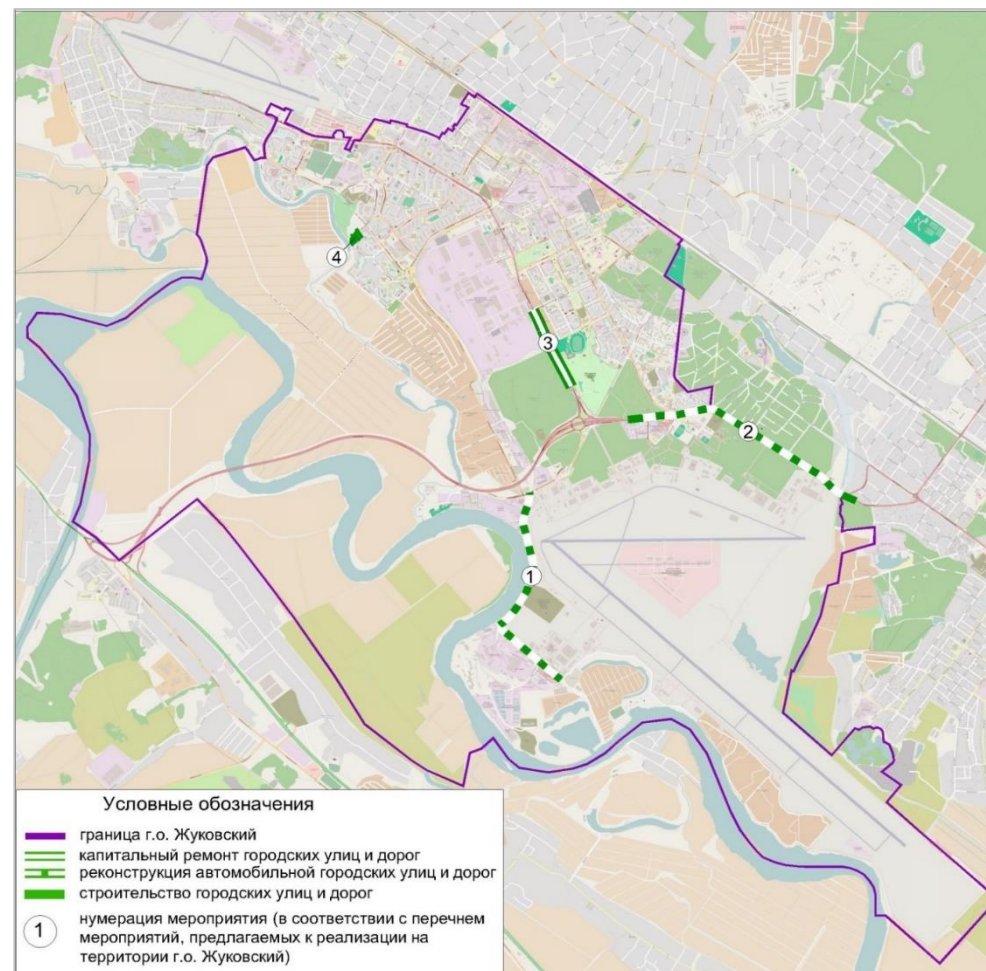 4
3
2
1
Условные обозначения
граница г.о. Жуковский
капитальный ремонт городских улиц и дорог
реконструкция автомобильной городских улиц и дорог
строительство городских улиц и дорог
1
нумерация мероприятия (в соответствии с перечнем
мероприятий, предлагаемых к реализации на
территории г.о. Жуковский)